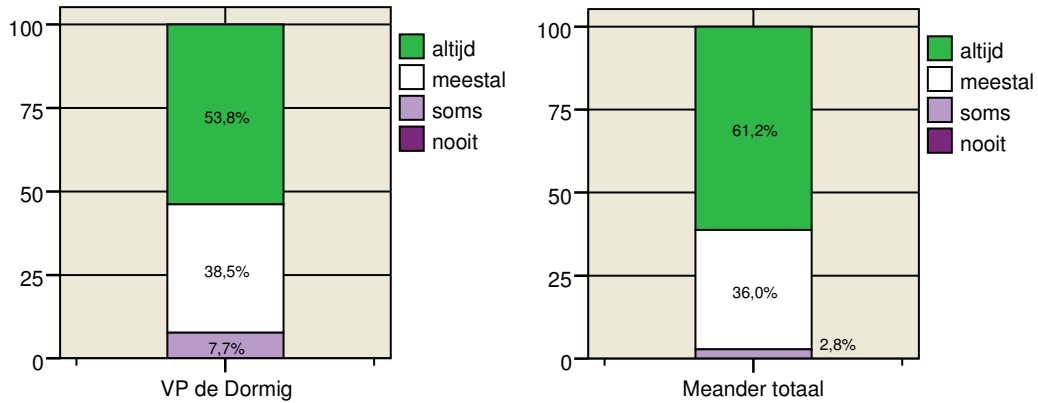 100
75
50
25
0
53,8%
38,5%
7,7%
VP de Dormig
altijd
meestal
soms
nooit
100
75
50
25
0
61,2%
36,0%
2,8%
Meander totaal
altijd
meestal
soms
nooit